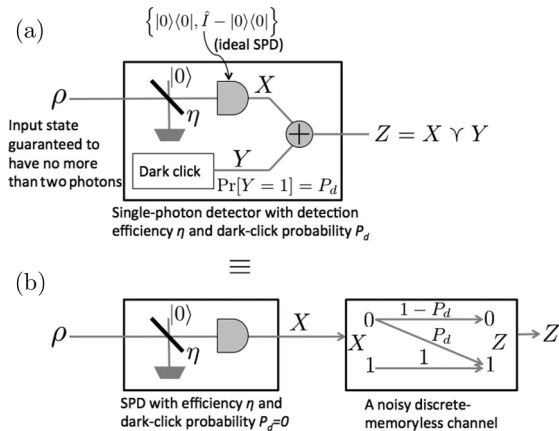 (a)
{|0⟩⟨0|, Î − |0⟩⟨0|}
(ideal SPD)
|0⟩
X
ρ
η
Z = X ⋎ Y
Input state
guaranteed to
have no more
than two photons
+
Dark click
Y
Pr[Y = 1] = P_d
Single-photon detector with detection
efficiency η and dark-click probability P_d
≡
(b)
|0⟩
ρ
η
X
1 − P_d
0
0
P_d
X
Z
Z
1
1
1
SPD with efficiency η and
dark-click probability P_d=0
A noisy discrete-
memoryless channel